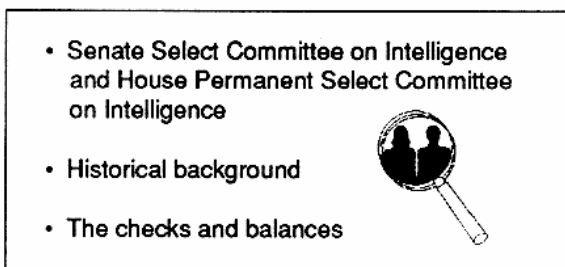 • Senate Select Committee on Intelligence
and House Permanent Select Committee
on Intelligence
• Historical background
• The checks and balances